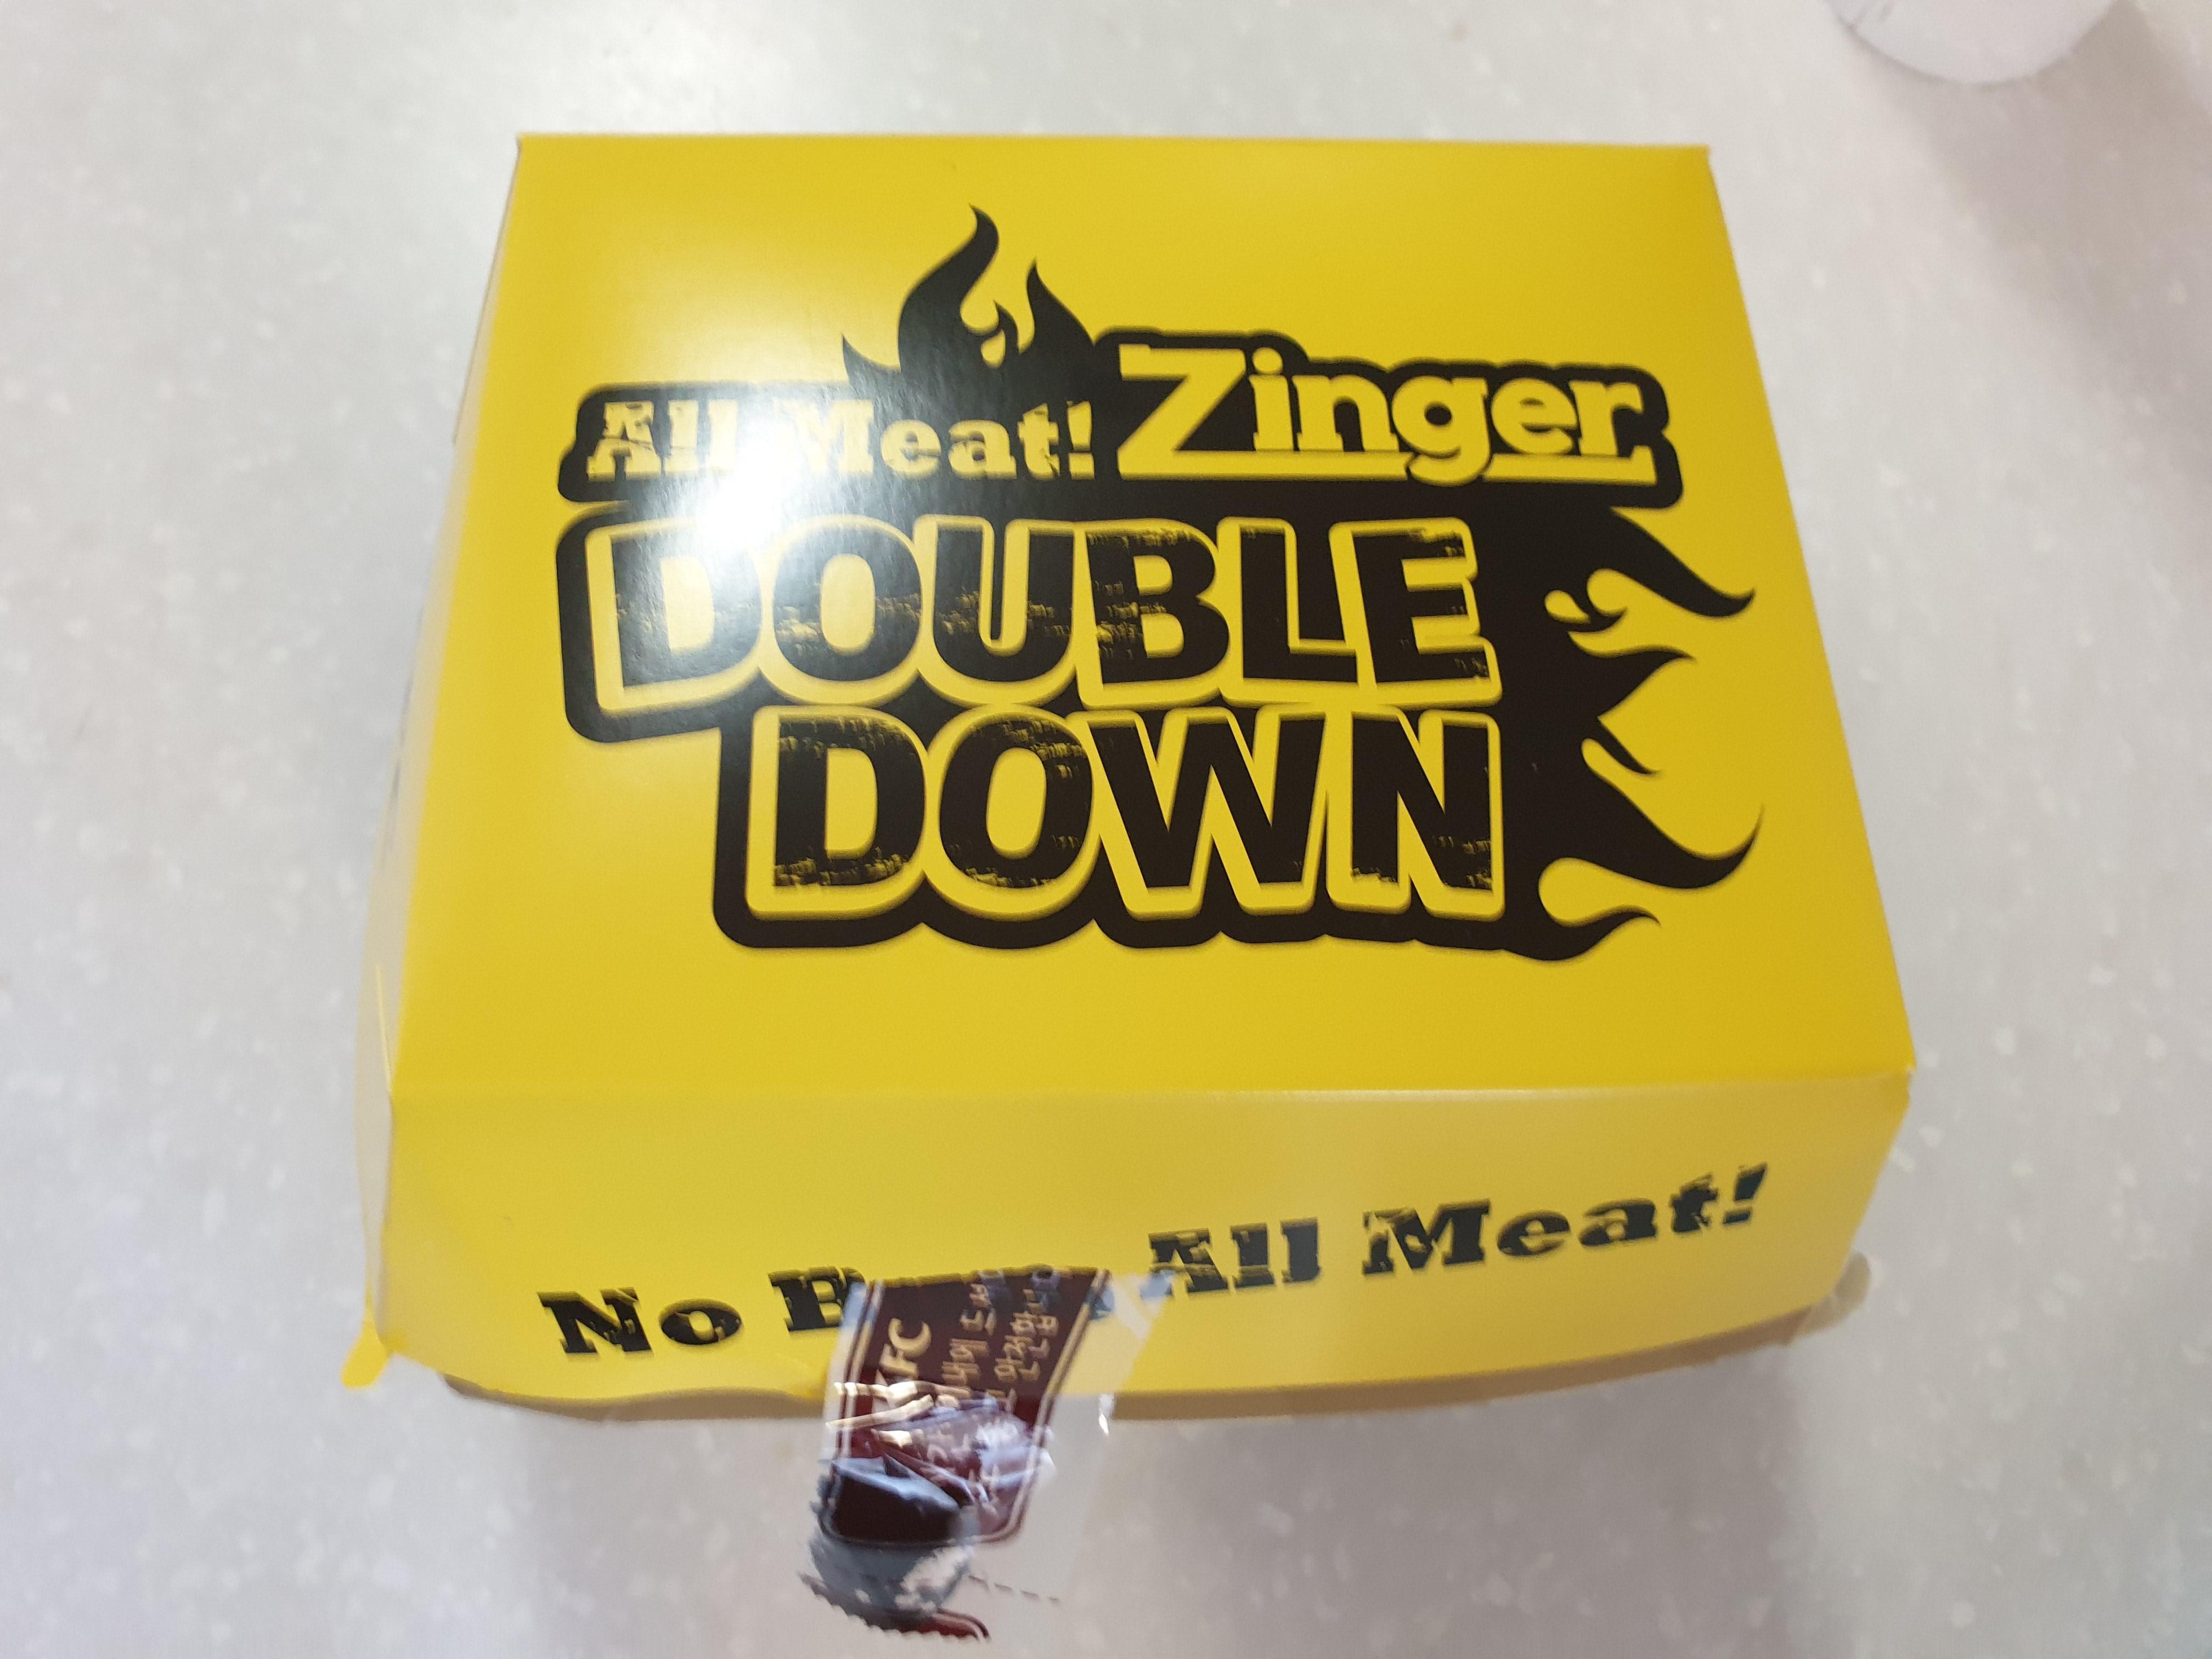 All Meat! Zinger
DOUBLE
DOWN
No All Meat!
KFC